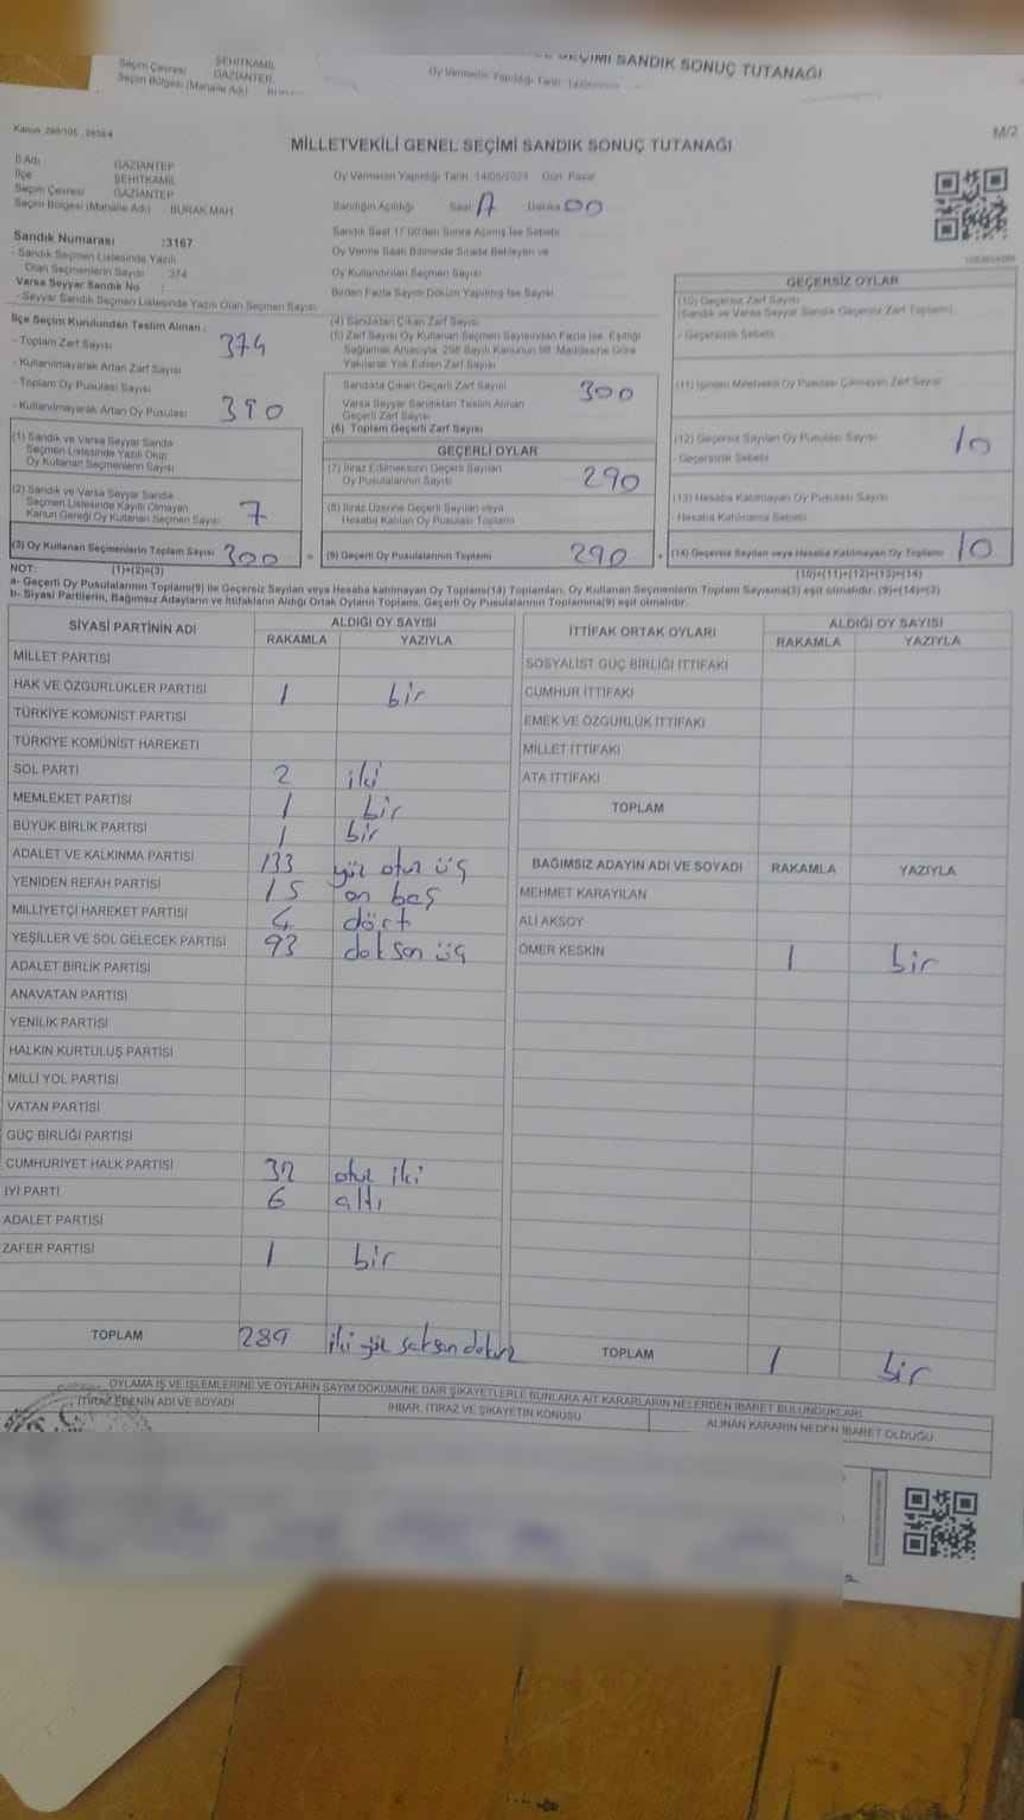 Seçim Çevresi ŞEHİTKAMİL
GAZİANTEP
Seçim Bölgesi (Mahalle Adı)
SEÇİMİ SANDIK SONUÇ TUTANAĞI
Oy Vermenin Yapıldığı Tarih
M/2
MİLLETVEKİLİ GENEL SEÇİMİ SANDIK SONUÇ TUTANAĞI
İl Adı GAZİANTEP
İlçe ŞEHİTKAMİL
Seçim Çevresi GAZİANTEP
Seçim Bölgesi (Mahalle Adı) BURAK MAH.
Oy Vermenin Yapıldığı Tarih: 14/05/2023 Gün: Pazar
Sandığın Açıldığı Saat Dakika 00
Sandık Saat 17:00'den Sonra Açılmış İse Sebebi
Oy Verme Saati Bitiminde Sırada Bekleyen ve
Oy Kullandırılan Seçmen Sayısı
Birden Fazla Sayım Döküm Yapılmış İse Sayısı
Sandık Numarası :3167
- Sandık Seçmen Listesinde Yazılı
Olan Seçmenlerin Sayısı : 374
Varsa Seyyar Sandık No :
- Seyyar Sandık Seçmen Listesinde Yazılı Olan Seçmen Sayısı
İlçe Seçim Kurulundan Teslim Alınan :
- Toplam Zarf Sayısı 374
- Kullanılmayarak Artan Zarf Sayısı
- Toplam Oy Pusulası Sayısı
- Kullanılmayarak Artan Oy Pusulası 390
(1) Sandık ve Varsa Seyyar Sandık
Seçmen Listesinde Yazılı Olup
Oy Kullanan Seçmenlerin Sayısı
(2) Sandık ve Varsa Seyyar Sandık
Seçmen Listesinde Kayıtlı Olmayan
Kanun Gereği Oy Kullanan Seçmen Sayısı 7
(3) Oy Kullanan Seçmenlerin Toplam Sayısı 300
(4) Sandıktan Çıkan Zarf Sayısı
(5) Zarf Sayısı Oy Kullanan Seçmen Sayısından Fazla İse, Eşitliği
Sağlamak Amacıyla, 298 Sayılı Kanunun 98. Maddesine Göre
Yakılarak Yok Edilen Zarf Sayısı
Sandıkta Çıkan Geçerli Zarf Sayısı 300
Varsa Seyyar Sandıktan Teslim Alınan
Geçerli Zarf Sayısı
(6) Toplam Geçerli Zarf Sayısı
GEÇERLİ OYLAR
(7) İtiraz Edilmeksizin Geçerli Sayılan
Oy Pusulalarının Sayısı 290
(8) İtiraz Üzerine Geçerli Sayılan veya
Hesaba Katılan Oy Pusulası Toplamı
= (9) Geçerli Oy Pusulalarının Toplamı 290
GEÇERSİZ OYLAR
(10) Geçersiz Zarf Sayısı
(Sandık ve Varsa Seyyar Sandık Geçersiz Zarf Toplamı)
- Geçersizlik Sebebi
(11) İçinden Milletvekili Oy Pusulası Çıkmayan Zarf Sayısı
(12) Geçersiz Sayılan Oy Pusulası Sayısı 10
- Geçersizlik Sebebi
(13) Hesaba Katılmayan Oy Pusulası Sayısı
- Hesaba Katılmama Sebebi
+ (14) Geçersiz Sayılan veya Hesaba Katılmayan Oy Toplamı 10
NOT: (1)+(2)=(3) (10)+(11)+(12)+(13)=(14)
a- Geçerli Oy Pusulalarının Toplamı(9) ile Geçersiz Sayılan veya Hesaba katılmayan Oy Toplamı(14) Toplamları, Oy Kullanan Seçmenlerin Toplam Sayısına(3) eşit olmalıdır. (9)+(14)=(3)
b- Siyasi Partilerin, Bağımsız Adayların ve İttifakların Aldığı Ortak Oyların Toplamı, Geçerli Oy Pusulalarının Toplamına(9) eşit olmalıdır.
SİYASİ PARTİNİN ADI ALDIĞI OY SAYISI
RAKAMLA YAZIYLA
MİLLET PARTİSİ
HAK VE ÖZGÜRLÜKLER PARTİSİ 1 bir
TÜRKİYE KOMÜNİST PARTİSİ
TÜRKİYE KOMÜNİST HAREKETİ
SOL PARTİ 2 iki
MEMLEKET PARTİSİ 1 bir
BÜYÜK BİRLİK PARTİSİ 1 bir
ADALET VE KALKINMA PARTİSİ 133 yüz otuz üç
YENİDEN REFAH PARTİSİ 15 on beş
MİLLİYETÇİ HAREKET PARTİSİ 4 dört
YEŞİLLER VE SOL GELECEK PARTİSİ 93 doksan üç
ADALET BİRLİK PARTİSİ
ANAVATAN PARTİSİ
YENİLİK PARTİSİ
HALKIN KURTULUŞ PARTİSİ
MİLLİ YOL PARTİSİ
VATAN PARTİSİ
GÜÇ BİRLİĞİ PARTİSİ
CUMHURİYET HALK PARTİSİ 32 otuz iki
İYİ PARTİ 6 altı
ADALET PARTİSİ
ZAFER PARTİSİ 1 bir
TOPLAM 289 iki yüz seksen dokuz
İTTİFAK ORTAK OYLARI ALDIĞI OY SAYISI
RAKAMLA YAZIYLA
SOSYALİST GÜÇ BİRLİĞİ İTTİFAKI
CUMHUR İTTİFAKI
EMEK VE ÖZGÜRLÜK İTTİFAKI
MİLLET İTTİFAKI
ATA İTTİFAKI
TOPLAM
BAĞIMSIZ ADAYIN ADI VE SOYADI RAKAMLA YAZIYLA
MEHMET KARAYILAN
ALİ AKSOY
ÖMER KESKİN 1 bir
TOPLAM 1 bir
OYLAMA İŞ VE İŞLEMLERİNE VE OYLARIN SAYIM DÖKÜMÜNE DAİR ŞİKAYETLERLE BUNLARA AİT KARARLARIN NELERDEN İBARET BULUNDUKLARI
İTİRAZ EDENİN ADI VE SOYADI İHBAR, İTİRAZ VE ŞİKAYETİN KONUSU ALINAN KARARIN NEDEN İBARET OLDUĞU